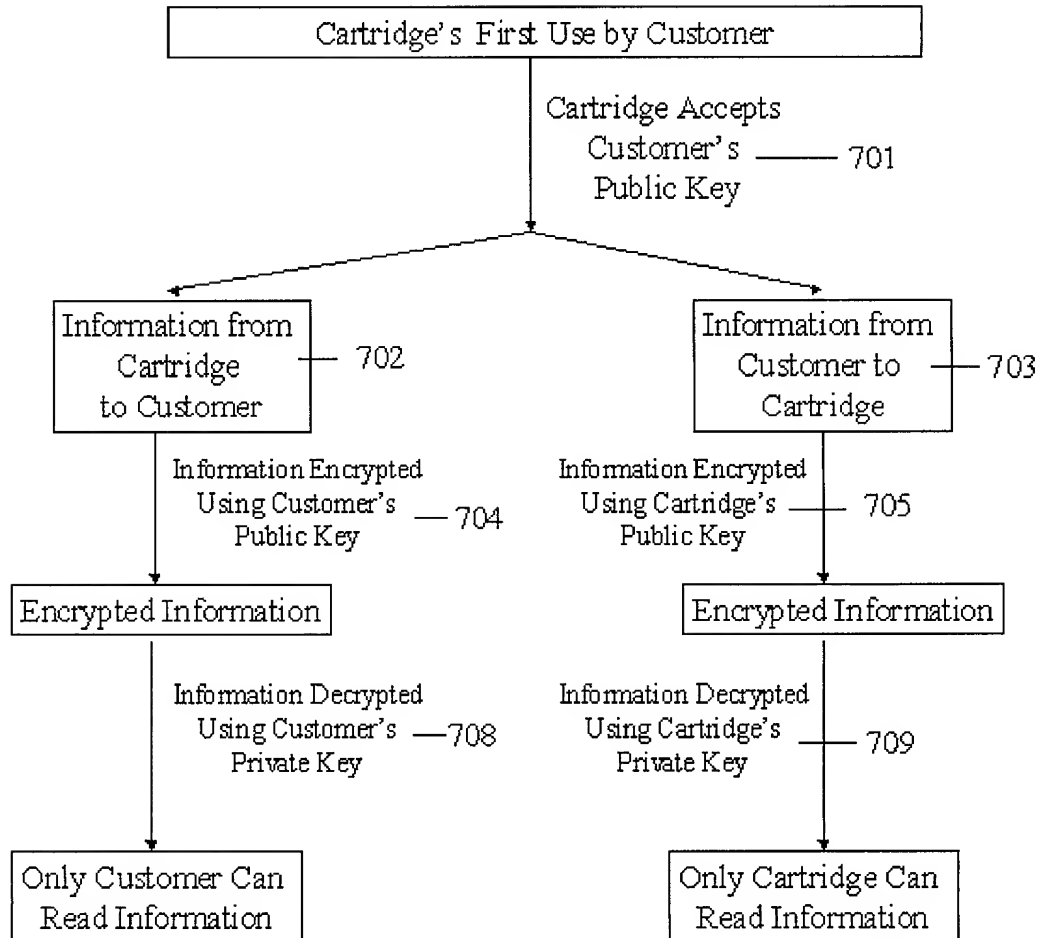 Cartridge's First Use by Customer
Cartridge Accepts
Customer's
Public Key
701
Information from
Cartridge
to Customer
702
Information from
Customer to
Cartridge
703
Information Encrypted
Using Customer's
Public Key
704
Information Encrypted
Using Cartridge's
Public Key
705
Encrypted Information
Encrypted Information
Information Decrypted
Using Customer's
Private Key
708
Information Decrypted
Using Cartridge's
Private Key
709
Only Customer Can
Read Information
Only Cartridge Can
Read Information